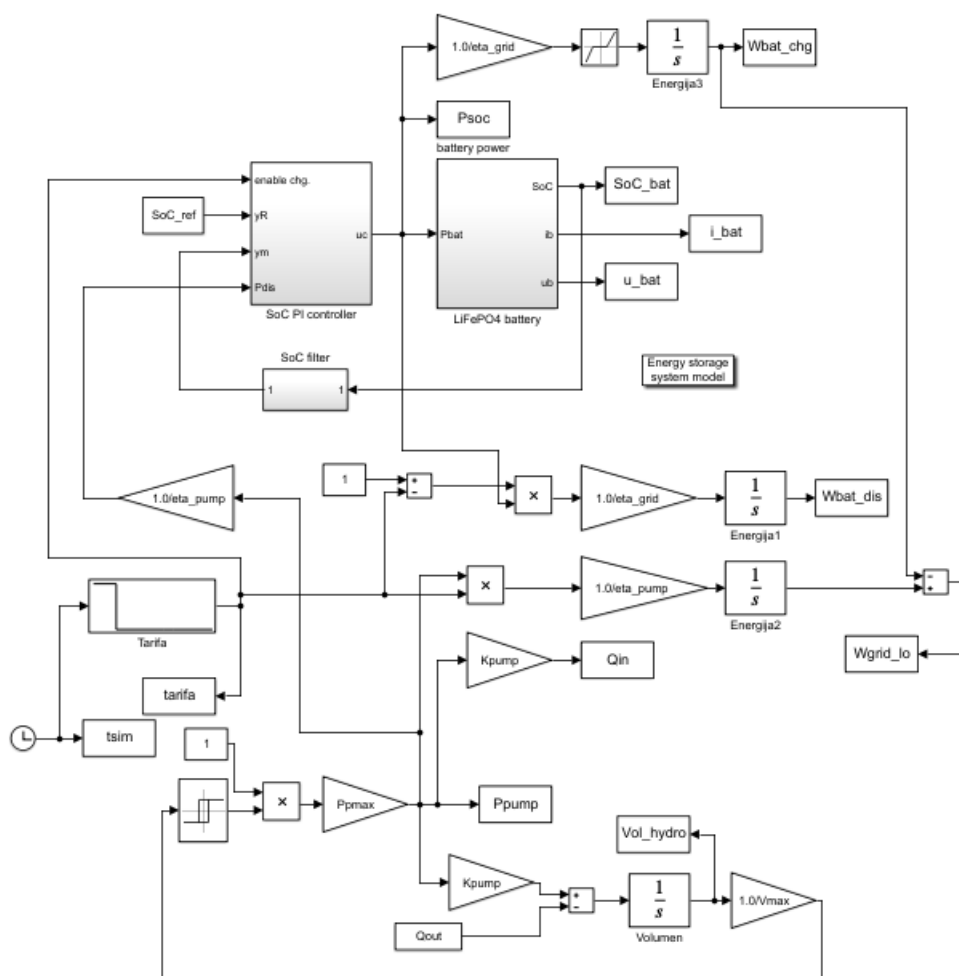 1.0/eta_grid
1
s
Energija3
Wbat_chg
Psoc
battery power
enable chg.
SoC_ref
yR
ym
Pdis
uc
SoC PI controller
Pbat
SoC
ib
ub
LiFePO4 battery
SoC_bat
i_bat
u_bat
SoC filter
1
1
Energy storage
system model
1.0/eta_pump
1
+
−
×
1.0/eta_grid
1
s
Energija1
Wbat_dis
×
1.0/eta_pump
1
s
Energija2
−
+
Tarifa
Kpump
Qin
Wgrid_lo
tarifa
tsim
1
×
Ppmax
Ppump
Vol_hydro
Kpump
+
−
1
s
Volumen
1.0/Vmax
Qout